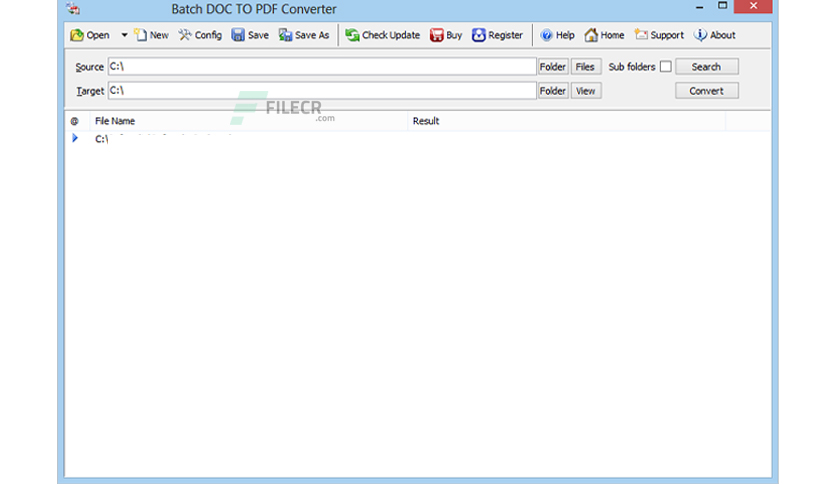 Batch DOC TO PDF Converter
Open New Config Save Save As Check Update Buy Register Help Home Support About
Source C:\ Folder Files Sub folders Search
Target C:\ Folder View Convert
FILECR
.com
@ File Name Result
C:\